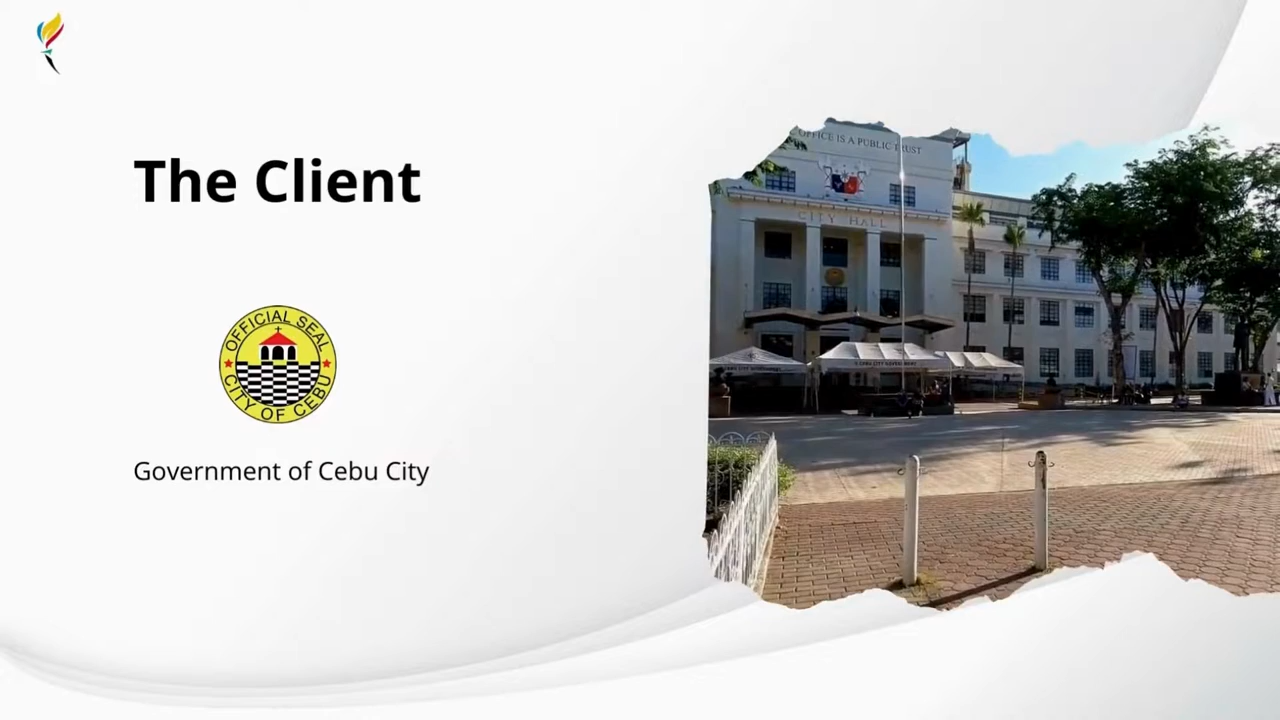 The Client
OFFICIAL SEAL
CITY OF CEBU
Government of Cebu City
OFFICE IS A PUBLIC TRUST
CITY HALL